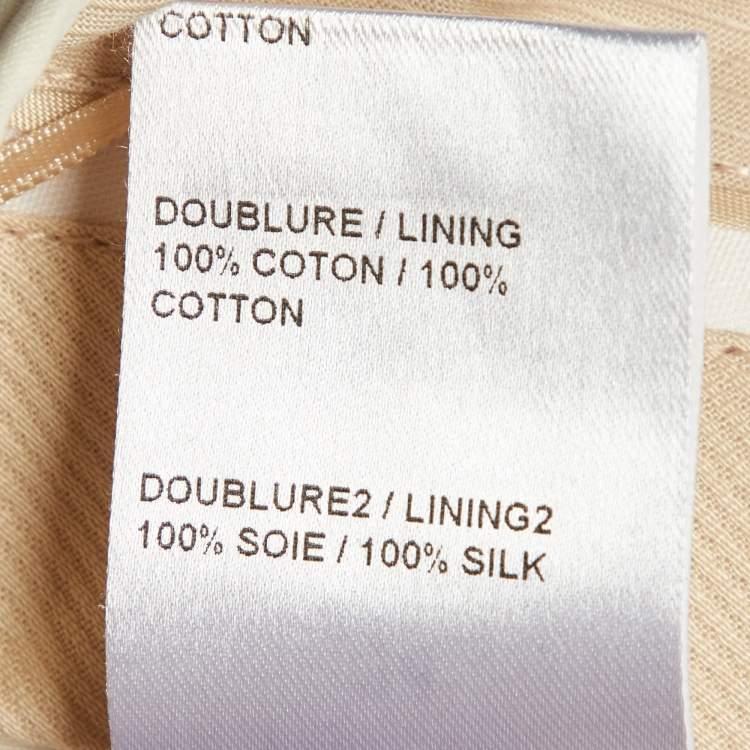 COTTON
DOUBLURE / LINING
100% COTON / 100%
COTTON
DOUBLURE2 / LINING2
100% SOIE / 100% SILK